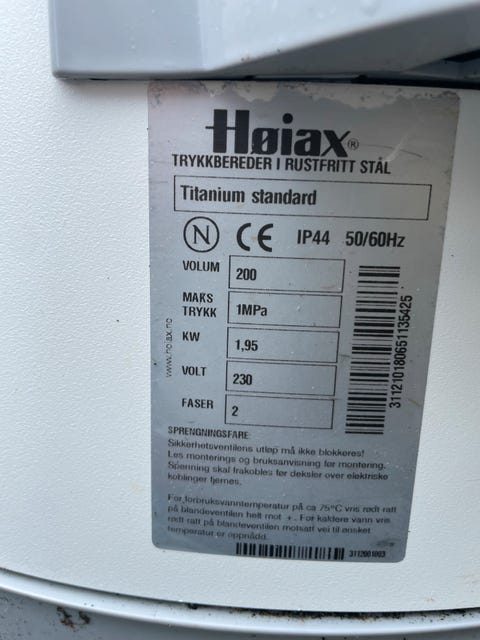 Høiax®
TRYKKBEREDER I RUSTFRITT STÅL
Titanium standard
N CE IP44 50/60Hz
VOLUM 200
MAKS TRYKK 1MPa
KW 1,95
VOLT 230
FASER 2
www.hoiax.no
311210180651135425
SPRENGNINGSFARE
Sikkerhetsventilens utløp må ikke blokkeres!
Les monterings og bruksanvisning før montering.
Spenning skal frakobles før deksler over elektriske
koblinger fjernes.
For forbruksvanntemperatur på ca 75°C vris rødt ratt
på blandeventilen helt mot +. For kaldere vann vris
rødt ratt på blandeventilen motsatt vei til ønsket
temperatur er oppnådd.
3112001003